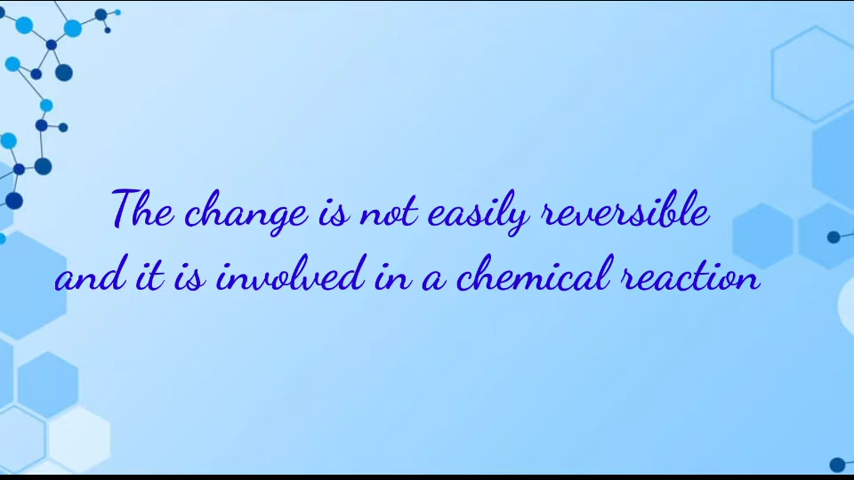 The change is not easily reversible
and it is involved in a chemical reaction